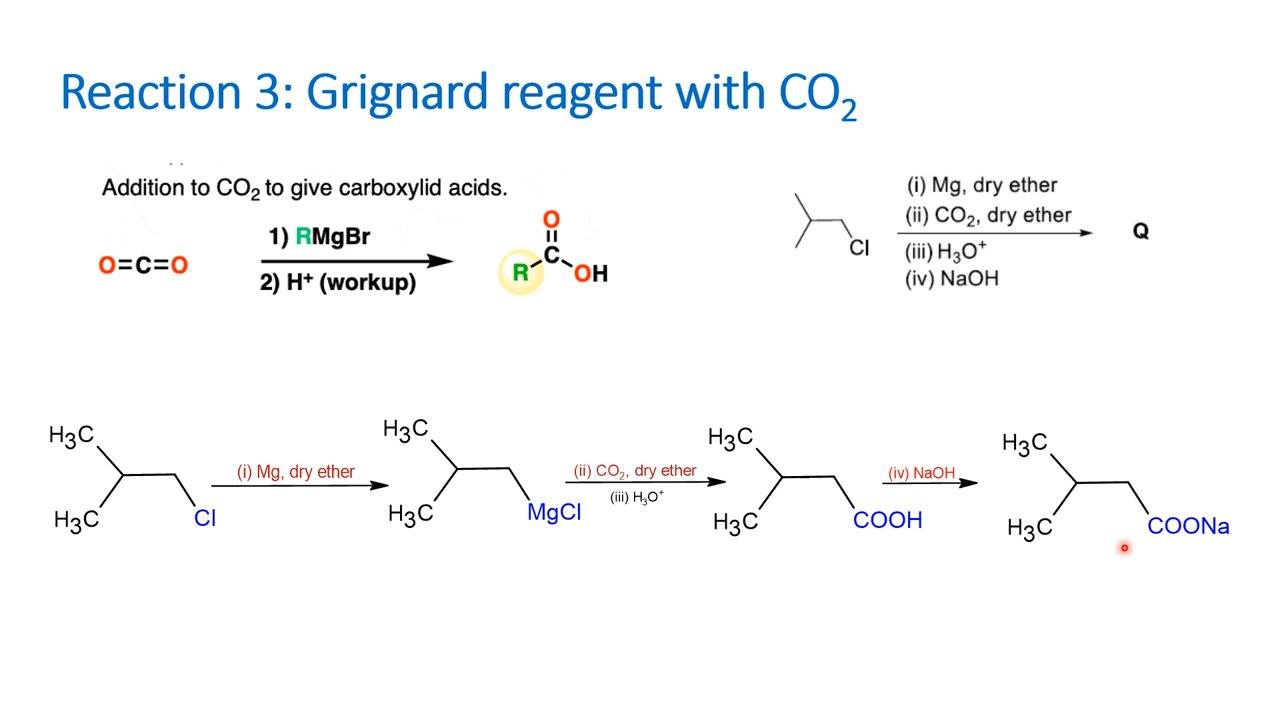 Reaction 3: Grignard reagent with CO₂
Addition to CO₂ to give carboxylid acids.
O=C=O
1) RMgBr
2) H⁺ (workup)
O
C
R
OH
Cl
(i) Mg, dry ether
(ii) CO₂, dry ether
(iii) H₃O⁺
(iv) NaOH
Q
H₃C
H₃C
Cl
(i) Mg, dry ether
H₃C
H₃C
MgCl
(ii) CO₂, dry ether
(iii) H₃O⁺
H₃C
H₃C
COOH
(iv) NaOH
H₃C
H₃C
COONa